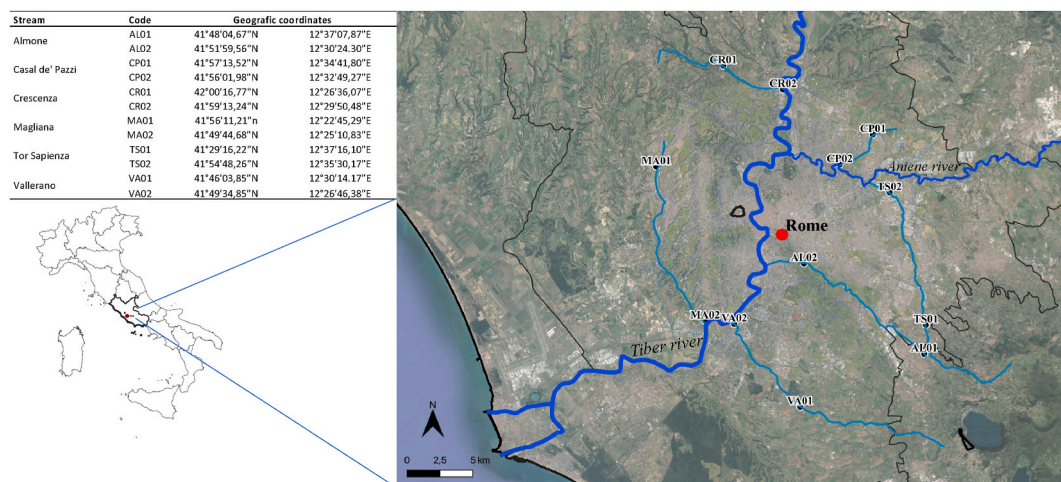 Stream Code Geografic coordinates
Almone AL01 41°48'04,67"N 12°37'07,87"E
AL02 41°51'59,56"N 12°30'24.30"E
Casal de' Pazzi CP01 41°57'13,52"N 12°34'41,80"E
CP02 41°56'01,98"N 12°32'49,27"E
Crescenza CR01 42°00'16,77"N 12°26'36,07"E
CR02 41°59'13,24"N 12°29'50,48"E
Magliana MA01 41°56'11,21"n 12°22'45,29"E
MA02 41°49'44,68"N 12°25'10,83"E
Tor Sapienza TS01 41°29'16,22"N 12°37'16,10"E
TS02 41°54'48,26"N 12°35'30,17"E
Vallerano VA01 41°46'03,85"N 12°30'14.17"E
VA02 41°49'34,85"N 12°26'46,38"E
CR01
CR02
CP01
MA01
CP02
Aniene river
TS02
Rome
AL02
MA02
VA02
TS01
Tiber river
AL01
VA01
N
0 2,5 5 km